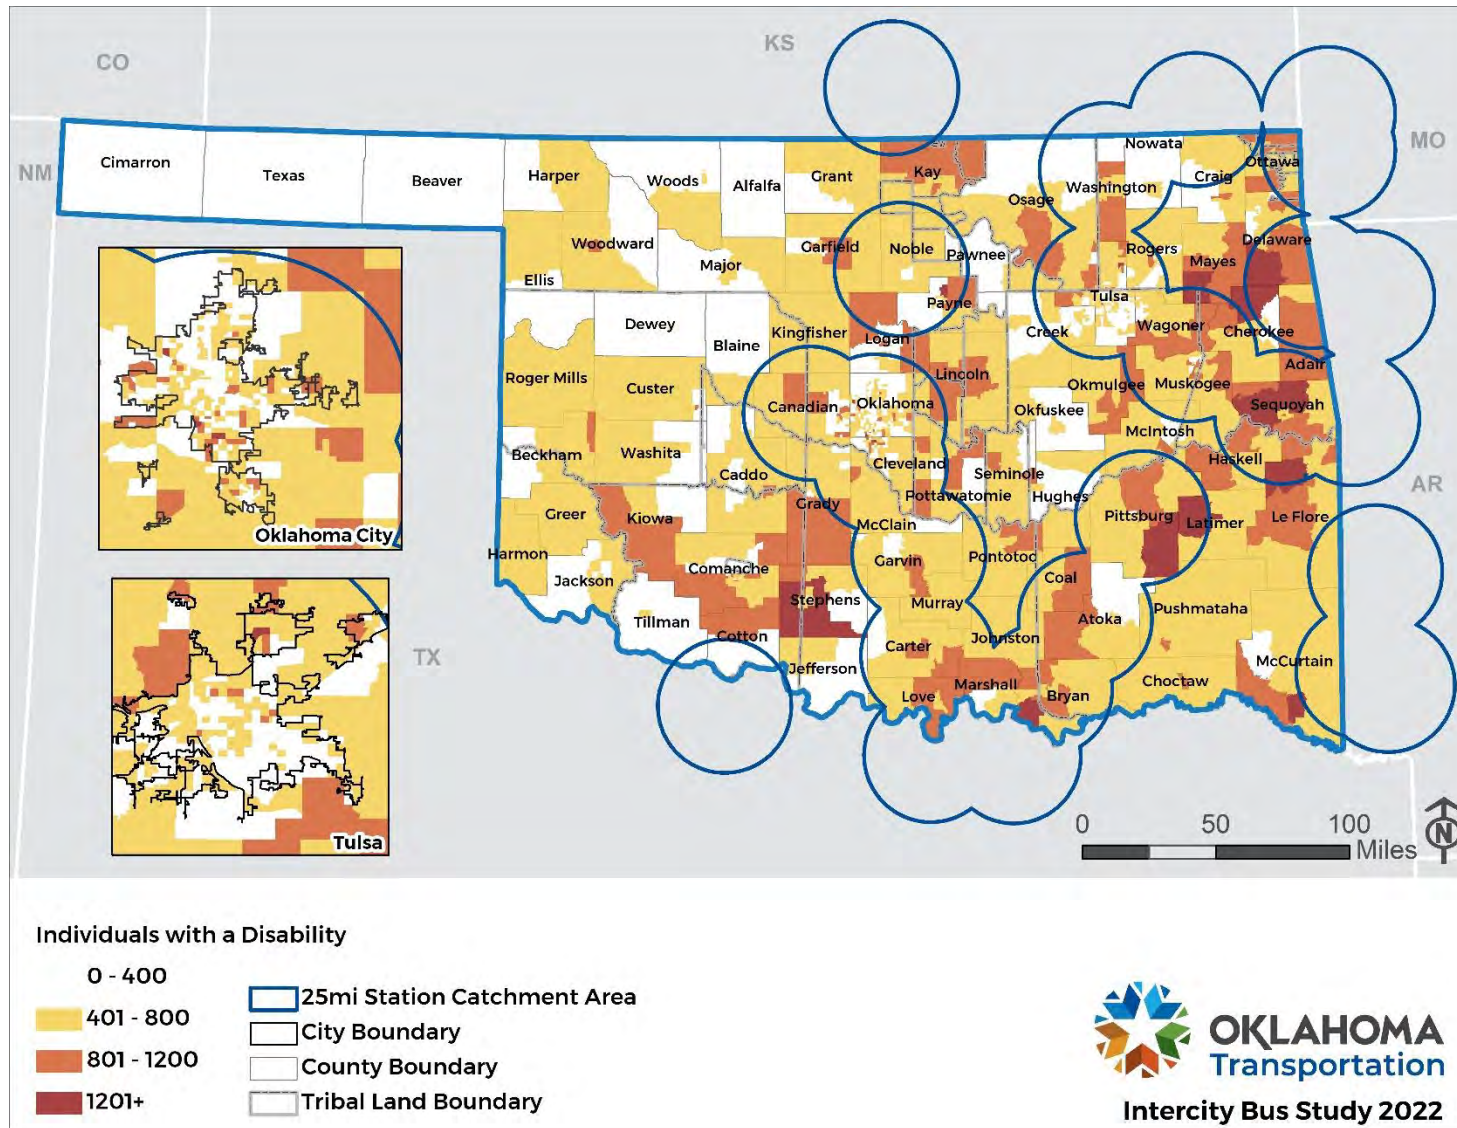 KS
CO
MO
NM
Nowata
Ottawa
Cimarron
Texas
Beaver
Harper
Woods
Alfalfa
Grant
Kay
Osage
Washington
Craig
Woodward
Major
Garfield
Noble
Pawnee
Rogers
Mayes
Delaware
Ellis
Dewey
Blaine
Kingfisher
Logan
Payne
Creek
Tulsa
Wagoner
Cherokee
Adair
Roger Mills
Custer
Canadian
Oklahoma
Lincoln
Okfuskee
Okmulgee
Muskogee
Sequoyah
McIntosh
Beckham
Washita
Caddo
Cleveland
Seminole
Haskell
Pottawatomie
Hughes
AR
Greer
Kiowa
Grady
McClain
Pittsburg
Latimer
Le Flore
Oklahoma City
Harmon
Jackson
Comanche
Garvin
Pontotoc
Coal
Stephens
Murray
Atoka
Pushmataha
Tillman
Cotton
Carter
Johnston
TX
Jefferson
Love
Marshall
Bryan
Choctaw
McCurtain
Tulsa
0 50 100
Miles
N
Individuals with a Disability
0 - 400
401 - 800
801 - 1200
1201+
25mi Station Catchment Area
City Boundary
County Boundary
Tribal Land Boundary
OKLAHOMA
Transportation
Intercity Bus Study 2022